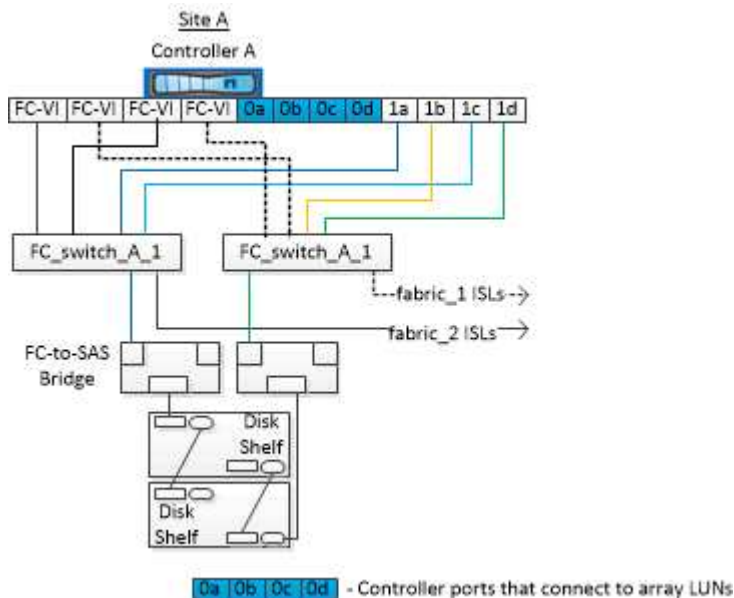 Site A
Controller A
FC-VI FC-VI FC-VI FC-VI 0a 0b 0c 0d 1a 1b 1c 1d
FC_switch_A_1 FC_switch_A_1
fabric_1 ISLs
fabric_2 ISLs
FC-to-SAS
Bridge
Disk
Shelf
Disk
Shelf
0a 0b 0c 0d - Controller ports that connect to array LUNs